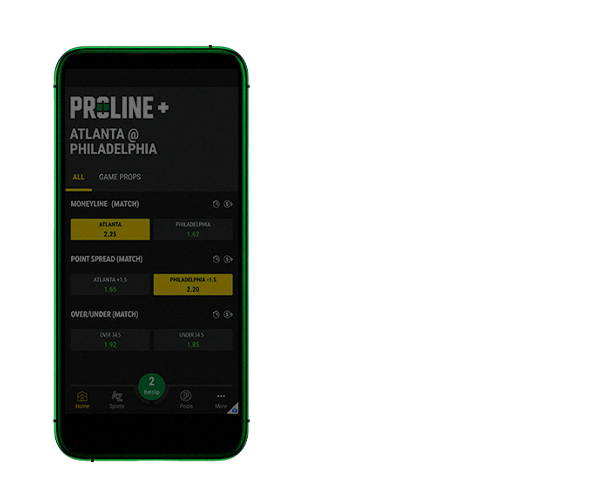 PROLINE +
ATLANTA @
PHILADELPHIA
ALL GAME PROPS
MONEYLINE (MATCH)
ATLANTA PHILADELPHIA
2.25 1.62
POINT SPREAD (MATCH)
ATLANTA +1.5 PHILADELPHIA -1.5
1.65 2.20
OVER/UNDER (MATCH)
OVER 34.5 UNDER 34.5
1.92 1.85
2
Betslip
Home Sports Pools More